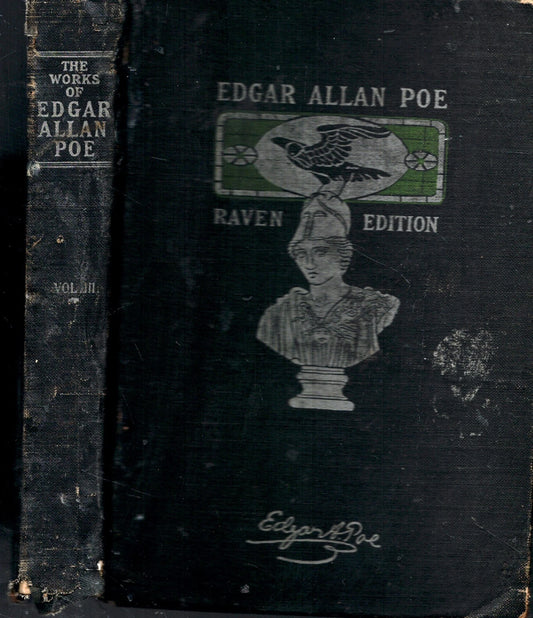 THE
WORKS
OF
EDGAR
ALLAN
POE
VOL. III.
EDGAR ALLAN POE
RAVEN EDITION
Edgar A Poe